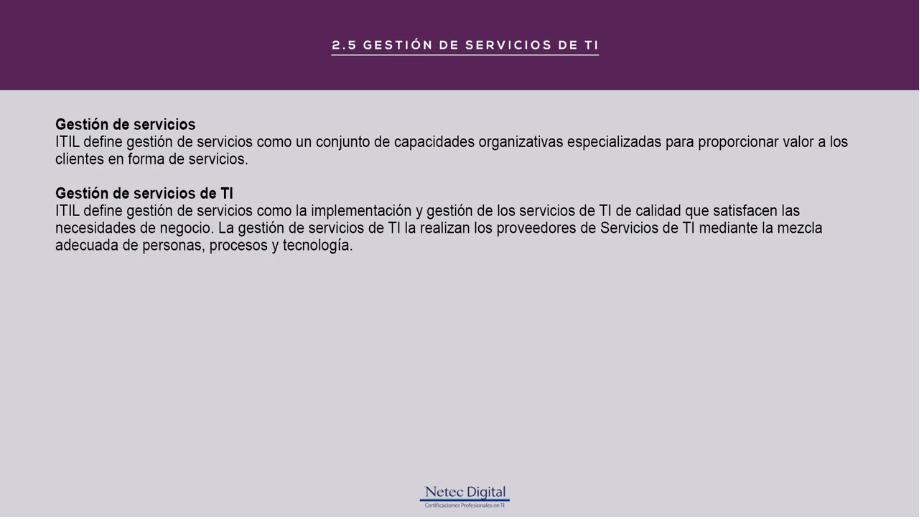 2.5 GESTIÓN DE SERVICIOS DE TI
Gestión de servicios
ITIL define gestión de servicios como un conjunto de capacidades organizativas especializadas para proporcionar valor a los
clientes en forma de servicios.
Gestión de servicios de TI
ITIL define gestión de servicios como la implementación y gestión de los servicios de TI de calidad que satisfacen las
necesidades de negocio. La gestión de servicios de TI la realizan los proveedores de Servicios de TI mediante la mezcla
adecuada de personas, procesos y tecnología.
Netec Digital
Certificaciones Profesionales en TI